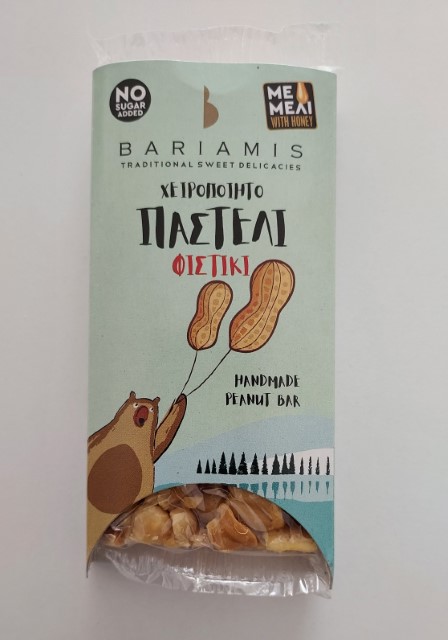 NO
SUGAR
ADDED
ΜΕ
ΜΕΛΙ
WITH HONEY
BARIAMIS
TRADITIONAL SWEET DELICACIES
ΧΕΙΡΟΠΟΙΗΤΟ
ΠΑΣΤΕΛΙ
ΦΙΣΤΙΚΙ
HANDMADE
PEANUT BAR